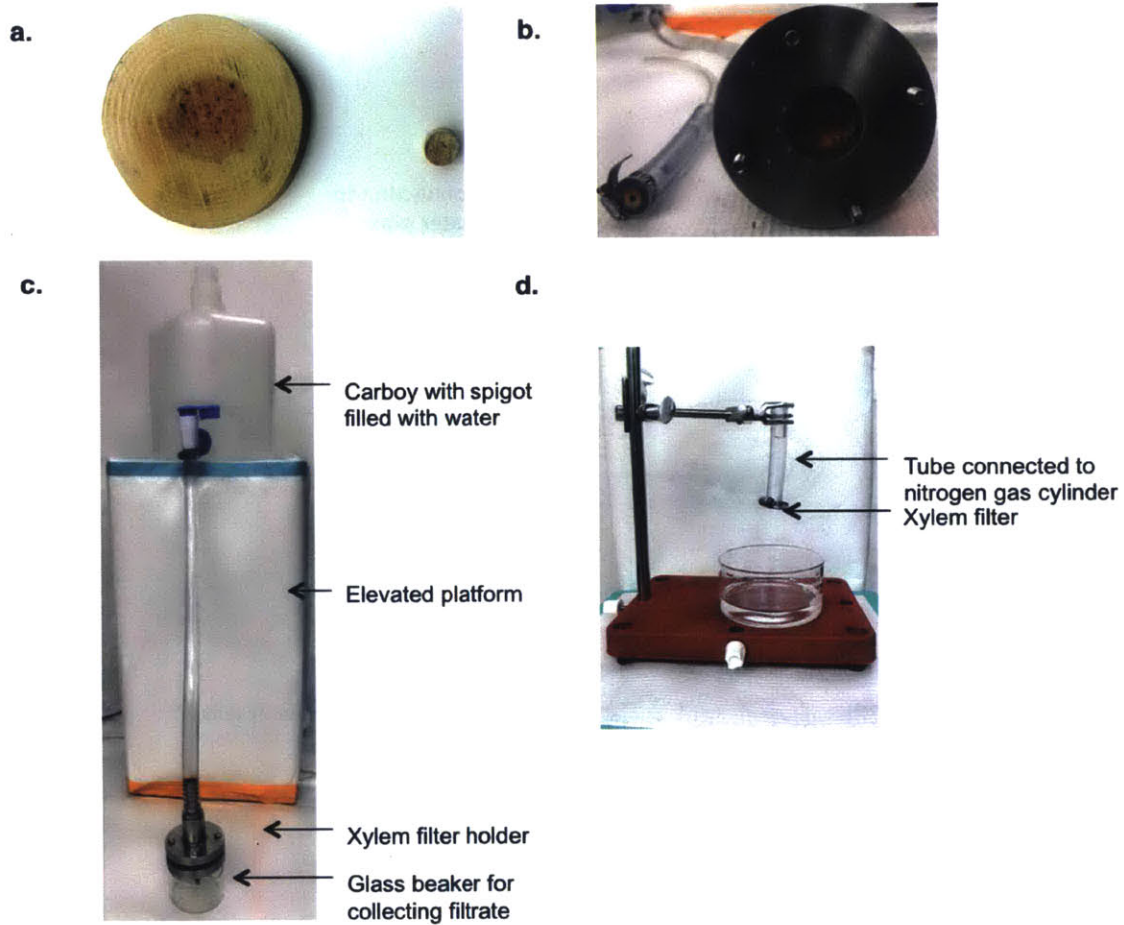 a.
b.
c.
Carboy with spigot
filled with water
Elevated platform
Xylem filter holder
Glass beaker for
collecting filtrate
d.
Tube connected to
nitrogen gas cylinder
Xylem filter